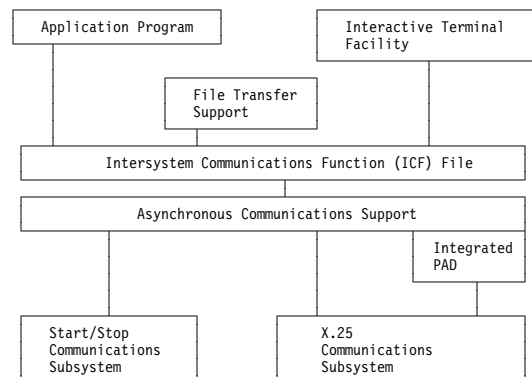 Application Program
Interactive Terminal
Facility
File Transfer
Support
Intersystem Communications Function (ICF) File
Asynchronous Communications Support
Integrated
PAD
Start/Stop
Communications
Subsystem
X.25
Communications
Subsystem